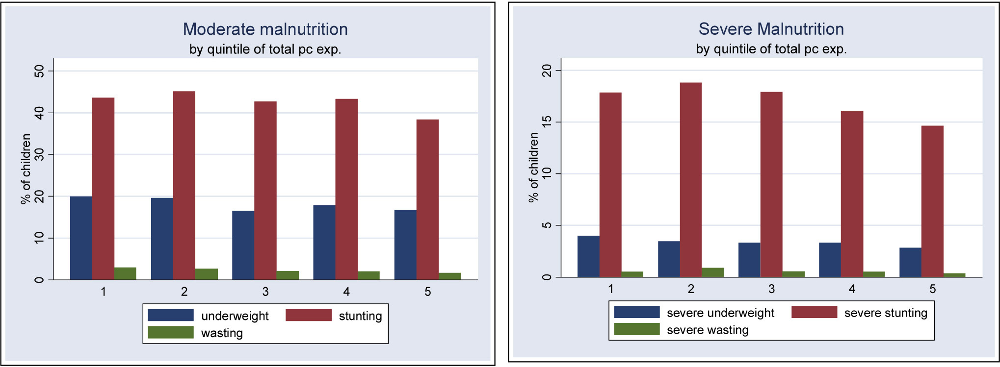 Moderate malnutrition
by quintile of total pc exp.
% of children
50
40
30
20
10
0
1 2 3 4 5
underweight stunting
wasting
Severe Malnutrition
by quintile of total pc exp.
% of children
20
15
10
5
0
1 2 3 4 5
severe underweight severe stunting
severe wasting